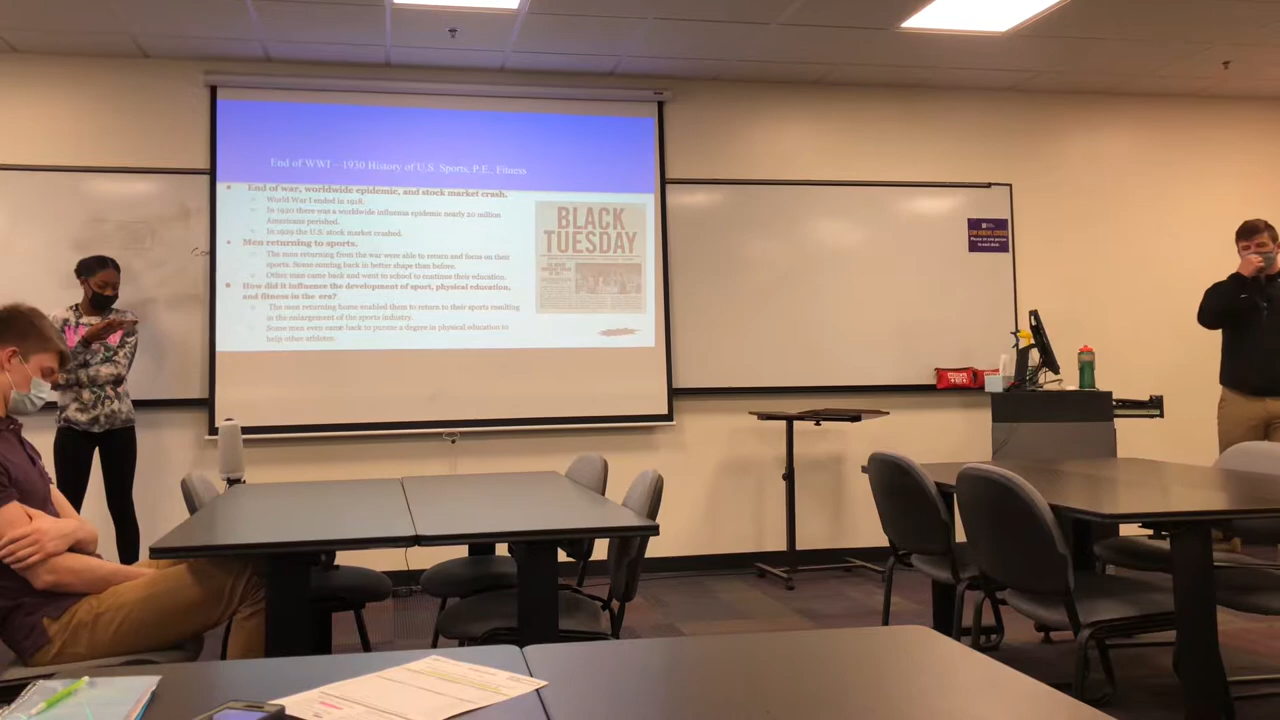 End of WWI – 1930 History of U.S. Sports, P.E., Fitness
End of war, worldwide epidemic, and stock market crash.
World War I ended in 1918.
In 1920 there was a worldwide influenza epidemic nearly 20 million
Americans perished.
In 1929 the U.S. stock market crashed.
Men returning to sports.
The men returning from the war were able to return and focus on their
sports. Some coming back in better shape than before.
Other men came back and went to school to continue their education.
How did it influence the development of sport, physical education,
and fitness in the era?
The men returning home enabled them to return to their sports resulting
in the enlargement of the sports industry.
Some men even came back to pursue a degree in physical education to
help other athletes.
BLACK
TUESDAY
STAY HEALTHY, COYOTES!